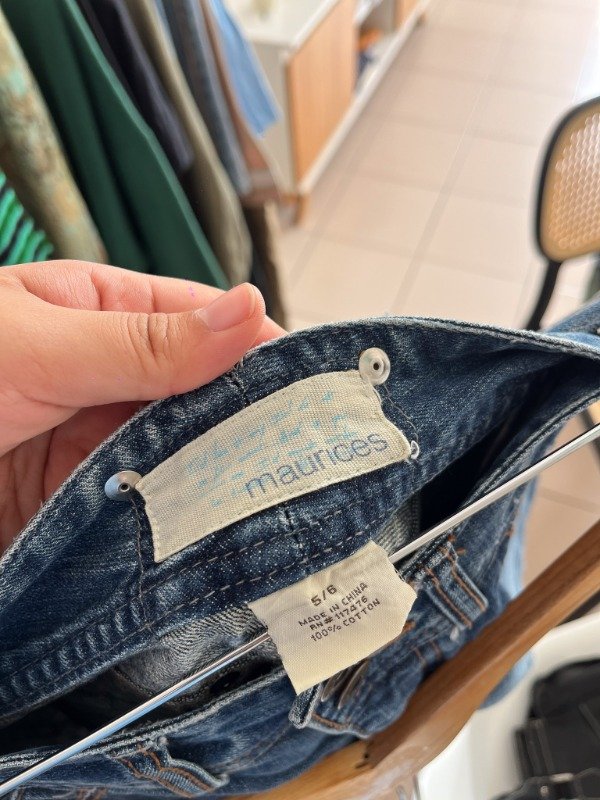 maurices
5/6
MADE IN CHINA
RN# 117476
100% COTTON